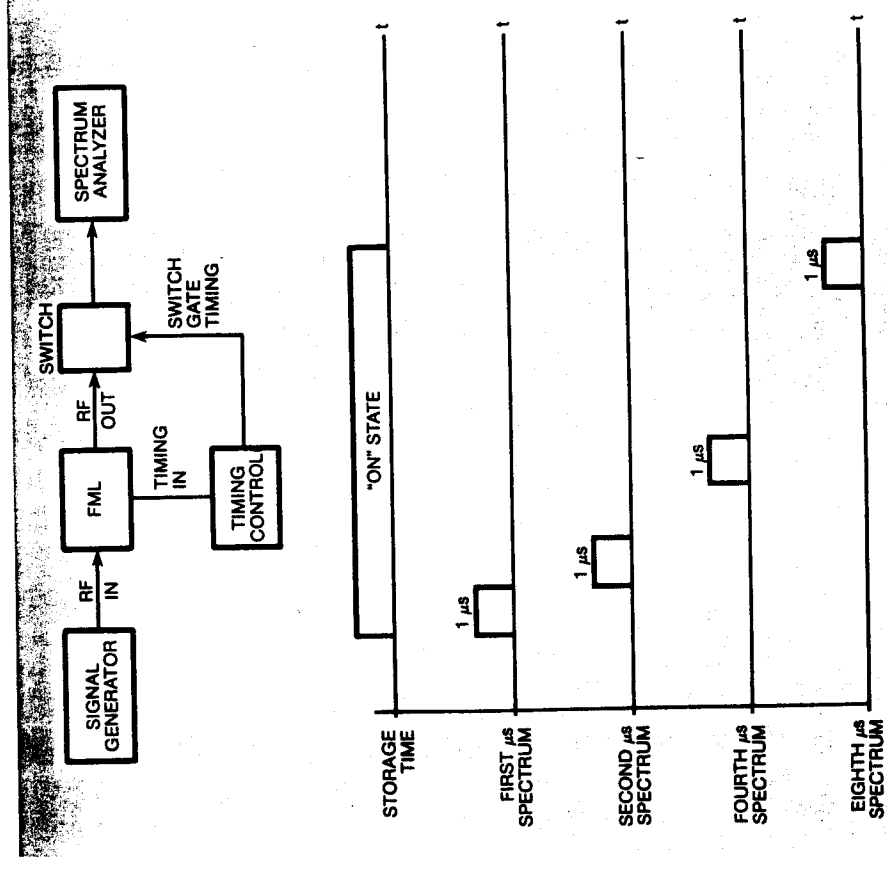 SIGNAL
GENERATOR
RF
IN
FML
RF
OUT
SWITCH
SPECTRUM
ANALYZER
TIMING
IN
SWITCH
GATE
TIMING
TIMING
CONTROL
STORAGE
TIME
"ON" STATE
t
FIRST μs
SPECTRUM
1 μs
t
SECOND μs
SPECTRUM
1 μs
t
FOURTH μs
SPECTRUM
1 μs
t
EIGHTH μs
SPECTRUM
1 μs
t